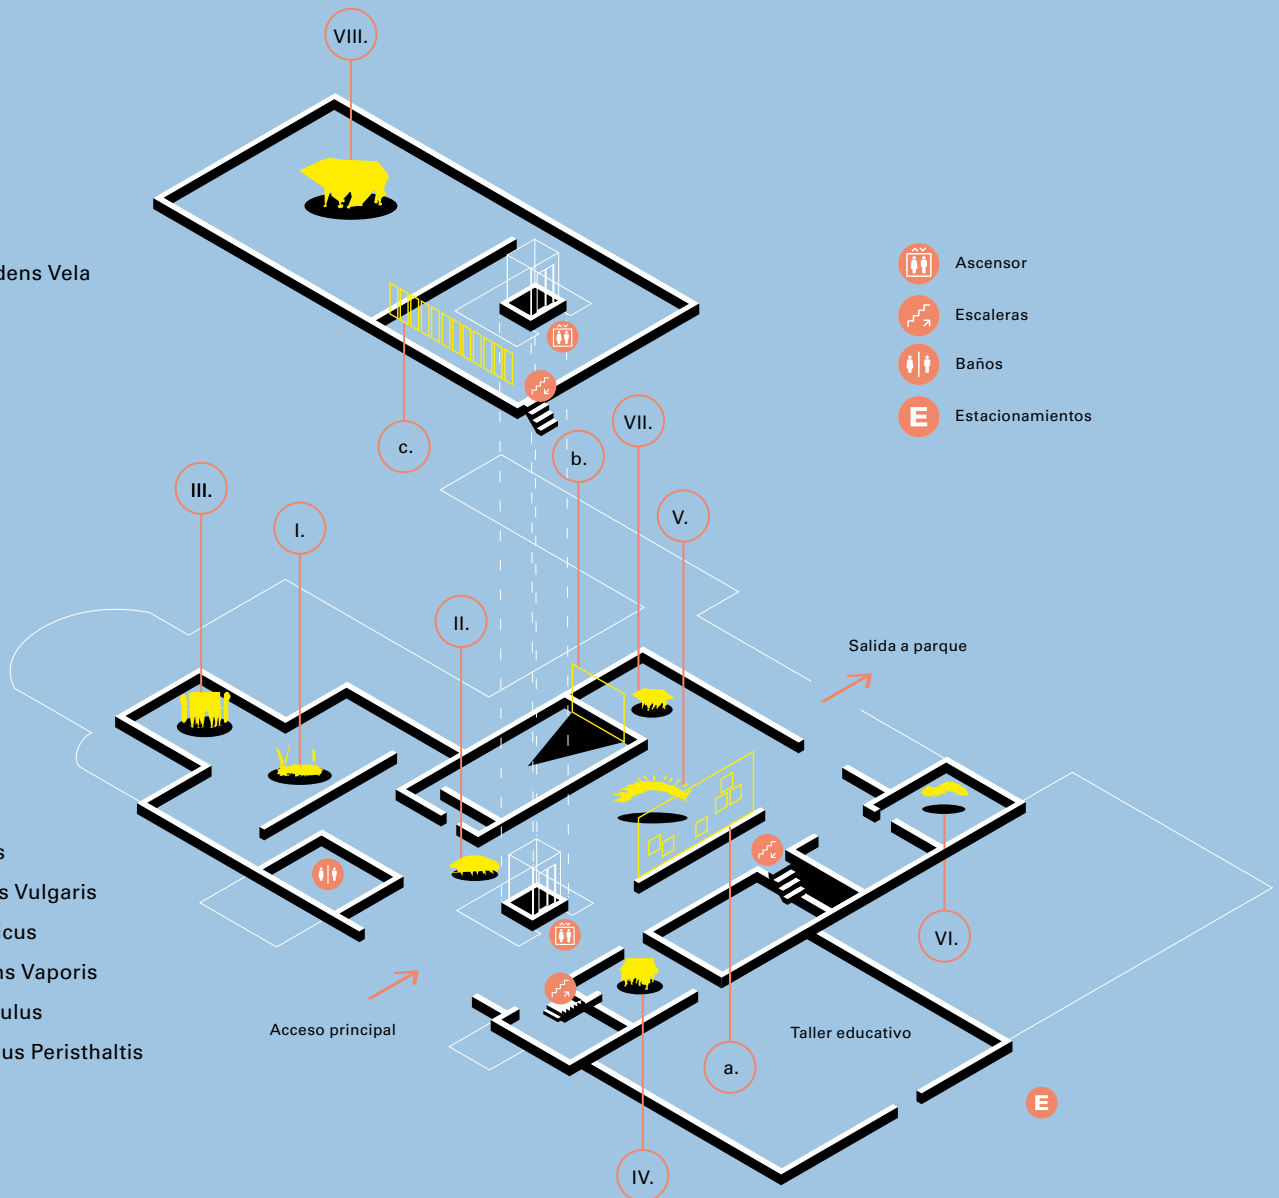 VIII.
dens Vela
Ascensor
Escaleras
Baños
E Estacionamientos
c.
b.
VII.
III.
I.
V.
II.
Salida a parque
s
s Vulgaris
icus
ns Vaporis
ulus
us Peristhaltis
VI.
Acceso principal
Taller educativo
a.
E
IV.